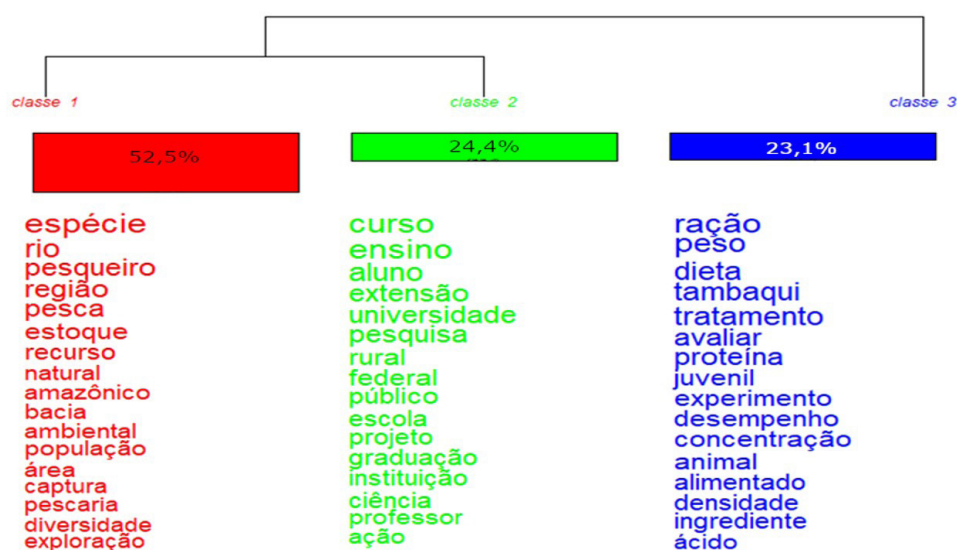 classe 1
classe 2
classe 3
52,5%
24,4%
23,1%
espécie
rio
pesqueiro
região
pesca
estoque
recurso
natural
amazônico
bacia
ambiental
população
área
captura
pescaria
diversidade
exploração
curso
ensino
aluno
extensão
universidade
pesquisa
rural
federal
público
escola
projeto
graduação
instituição
ciência
professor
ação
ração
peso
dieta
tambaqui
tratamento
avaliar
proteína
juvenil
experimento
desempenho
concentração
animal
alimentado
densidade
ingrediente
ácido